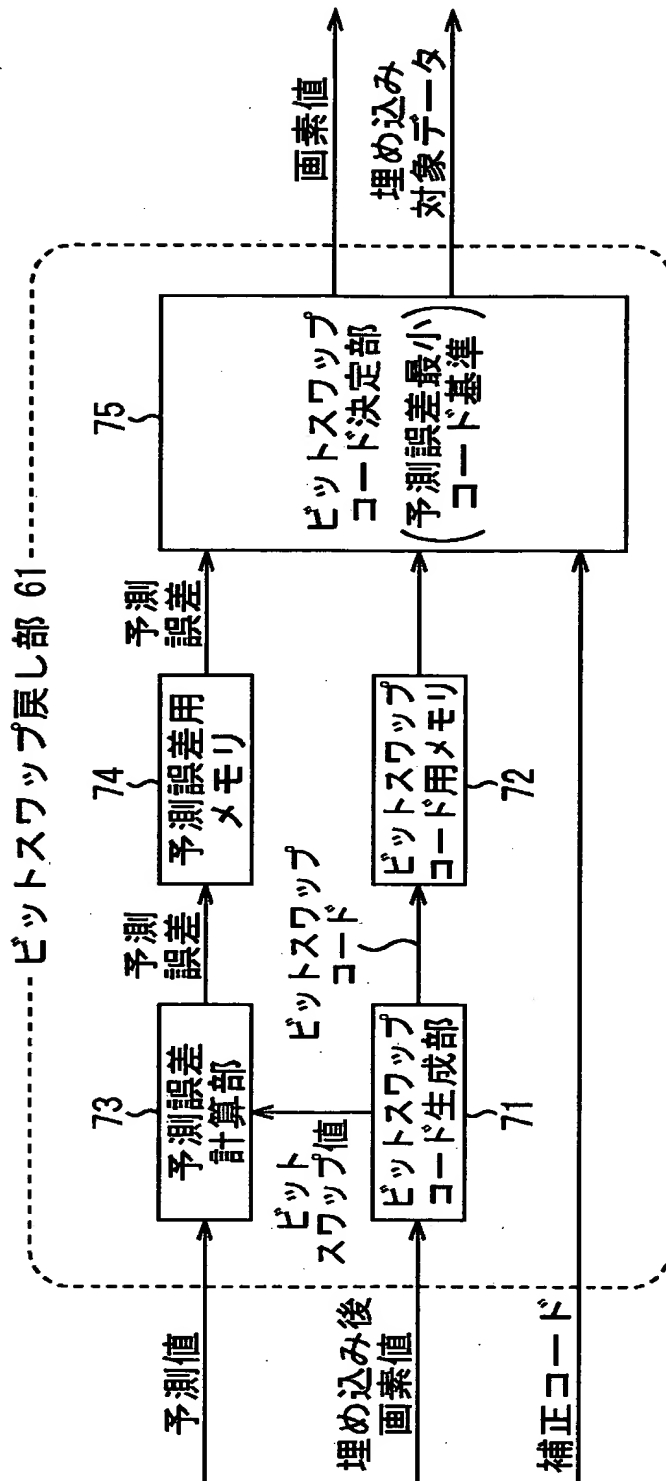 ビットスワップ戻し部 61
予測値
73
予測誤差
計算部
予測
誤差
74
予測誤差用
メモリ
予測
誤差
75
ビットスワップ
コード決定部
(予測誤差最小
コード基準)
画素値
埋め込み
対象データ
ビット
スワップ値
ビットスワップ
コード
埋め込み後
画素値
ビットスワップ
コード生成部
71
ビットスワップ
コード用メモリ
72
補正コード